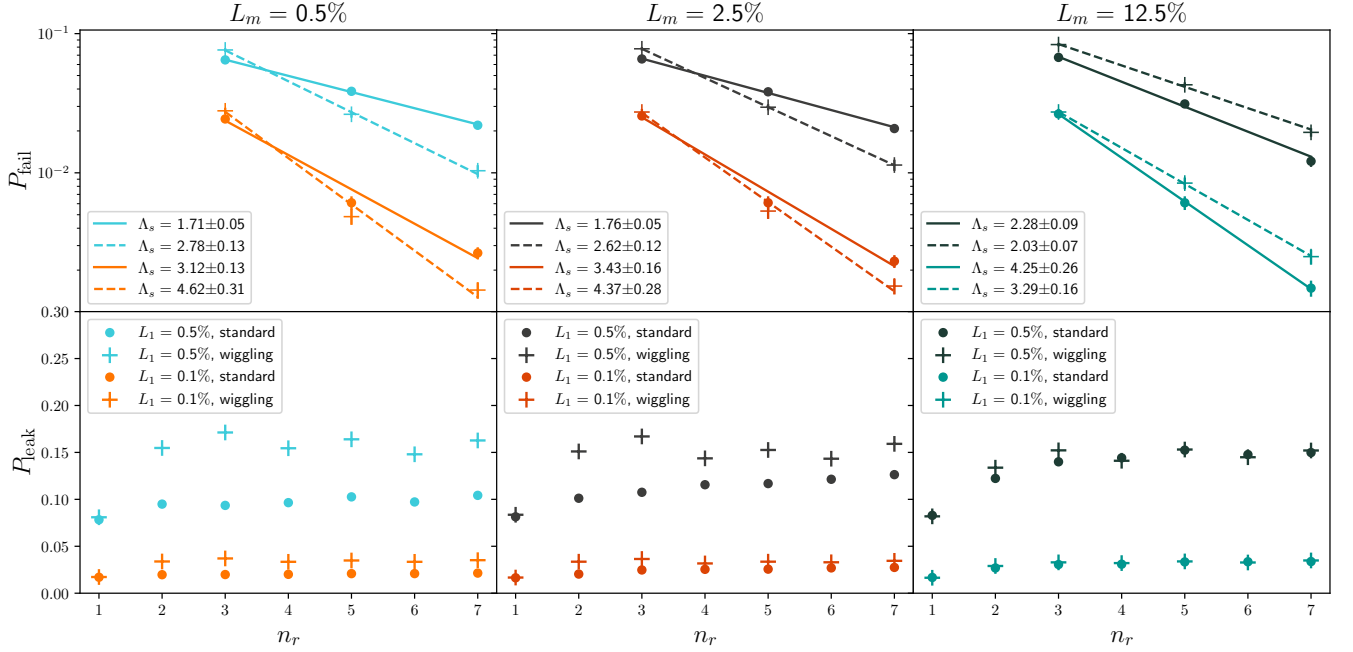 L_m = 0.5%
L_m = 2.5%
L_m = 12.5%
P_fail
10^{-1}
10^{-2}
Λ_s = 1.71±0.05
Λ_s = 2.78±0.13
Λ_s = 3.12±0.13
Λ_s = 4.62±0.31
Λ_s = 1.76±0.05
Λ_s = 2.62±0.12
Λ_s = 3.43±0.16
Λ_s = 4.37±0.28
Λ_s = 2.28±0.09
Λ_s = 2.03±0.07
Λ_s = 4.25±0.26
Λ_s = 3.29±0.16
P_leak
0.30
0.25
0.20
0.15
0.10
0.05
0.00
L_1 = 0.5%, standard
L_1 = 0.5%, wiggling
L_1 = 0.1%, standard
L_1 = 0.1%, wiggling
L_1 = 0.5%, standard
L_1 = 0.5%, wiggling
L_1 = 0.1%, standard
L_1 = 0.1%, wiggling
L_1 = 0.5%, standard
L_1 = 0.5%, wiggling
L_1 = 0.1%, standard
L_1 = 0.1%, wiggling
1 2 3 4 5 6 7
1 2 3 4 5 6 7
1 2 3 4 5 6 7
n_r
n_r
n_r